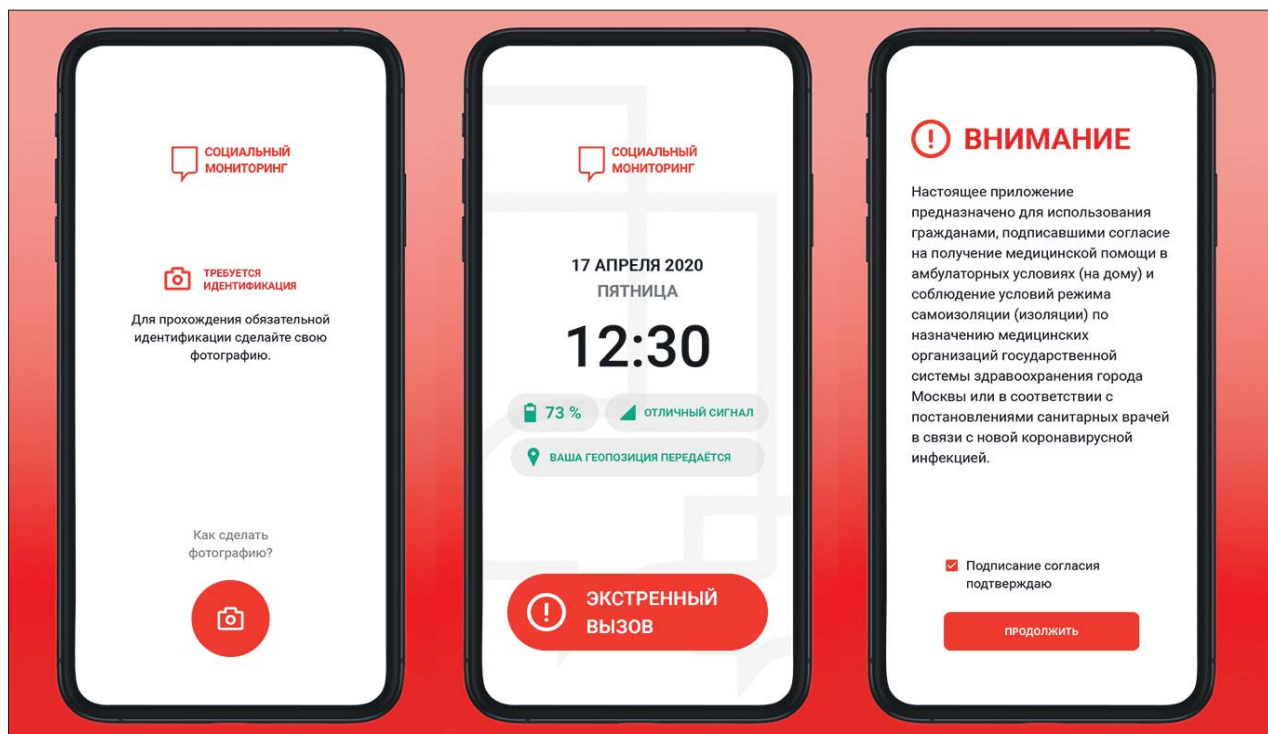 СОЦИАЛЬНЫЙ
МОНИТОРИНГ
ТРЕБУЕТСЯ
ИДЕНТИФИКАЦИЯ
Для прохождения обязательной
идентификации сделайте свою
фотографию.
Как сделать
фотографию?
СОЦИАЛЬНЫЙ
МОНИТОРИНГ
17 АПРЕЛЯ 2020
ПЯТНИЦА
12:30
73 %
ОТЛИЧНЫЙ СИГНАЛ
ВАША ГЕОПОЗИЦИЯ ПЕРЕДАЁТСЯ
ЭКСТРЕННЫЙ
ВЫЗОВ
ВНИМАНИЕ
Настоящее приложение
предназначено для использования
гражданами, подписавшими согласие
на получение медицинской помощи в
амбулаторных условиях (на дому) и
соблюдение условий режима
самоизоляции (изоляции) по
назначению медицинских
организаций государственной
системы здравоохранения города
Москвы или в соответствии с
постановлениями санитарных врачей
в связи с новой коронавирусной
инфекцией.
Подписание согласия
подтверждаю
ПРОДОЛЖИТЬ